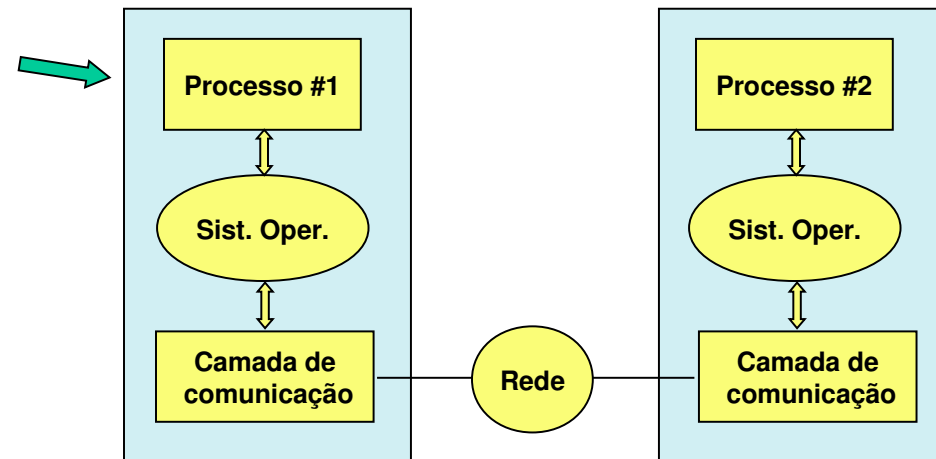 Processo #1
Processo #2
Sist. Oper.
Sist. Oper.
Camada de
comunicação
Rede
Camada de
comunicação